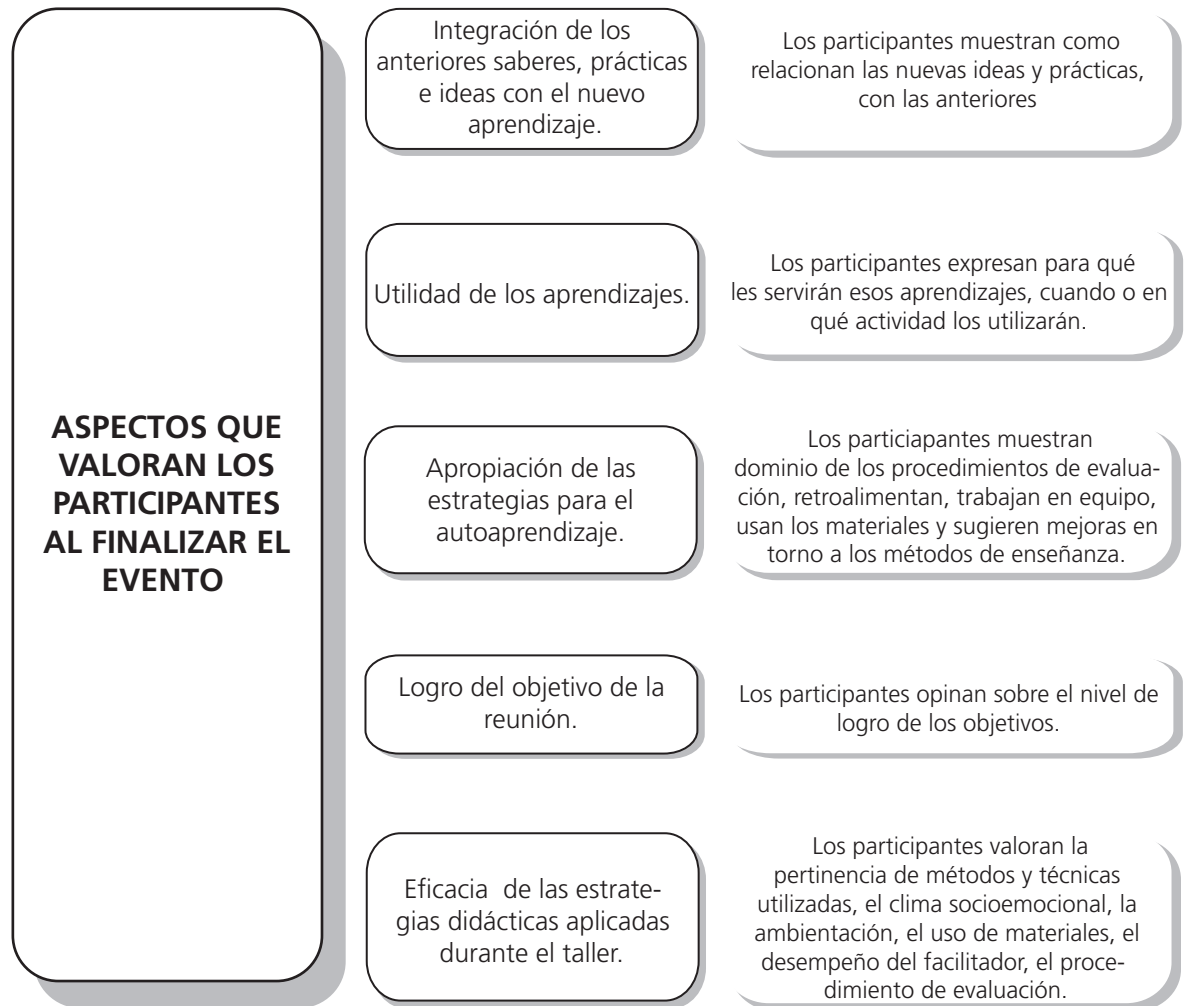 ASPECTOS QUE
VALORAN LOS
PARTICIPANTES
AL FINALIZAR EL
EVENTO
Integración de los
anteriores saberes, prácticas
e ideas con el nuevo
aprendizaje.
Los participantes muestran como
relacionan las nuevas ideas y prácticas,
con las anteriores
Utilidad de los aprendizajes.
Los participantes expresan para qué
les servirán esos aprendizajes, cuando o en
qué actividad los utilizarán.
Apropiación de las
estrategias para el
autoaprendizaje.
Los particiapantes muestran
dominio de los procedimientos de evalua-
ción, retroalimentan, trabajan en equipo,
usan los materiales y sugieren mejoras en
torno a los métodos de enseñanza.
Logro del objetivo de la
reunión.
Los participantes opinan sobre el nivel de
logro de los objetivos.
Eficacia de las estrate-
gias didácticas aplicadas
durante el taller.
Los participantes valoran la
pertinencia de métodos y técnicas
utilizadas, el clima socioemocional, la
ambientación, el uso de materiales, el
desempeño del facilitador, el proce-
dimiento de evaluación.